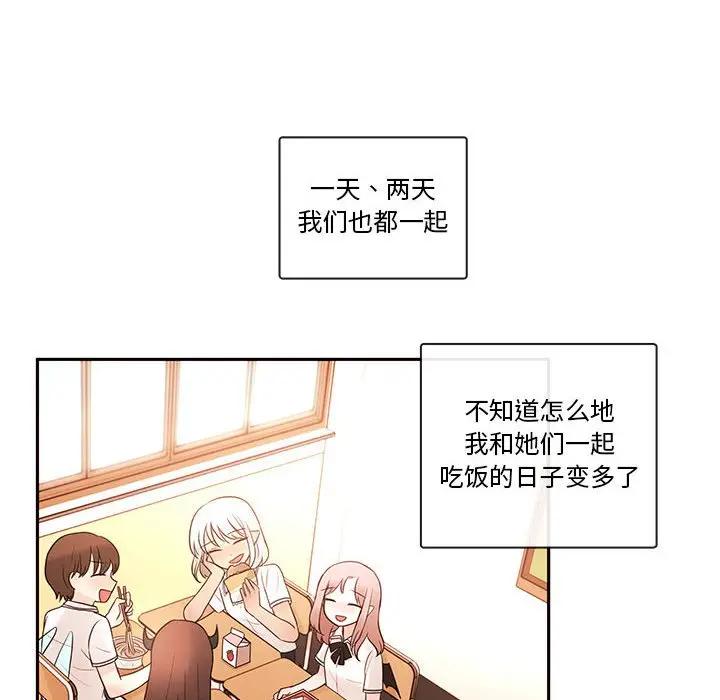 一天、两天
我们也都一起
不知道怎么地
我和她们一起
吃饭的日子变多了